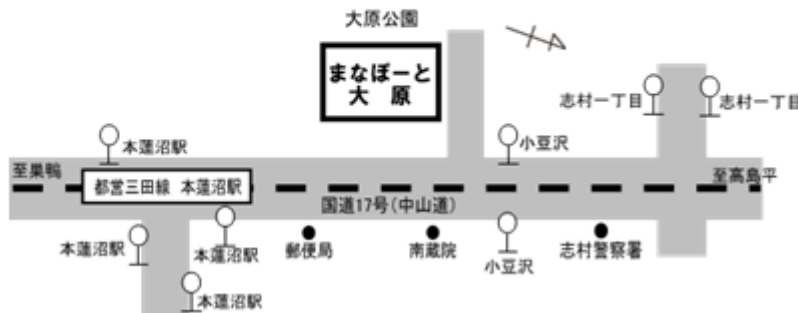 大原公園
まなぽーと
大 原
志村一丁目
志村一丁目
本蓮沼駅
小豆沢
至巣鴨
都営三田線 本蓮沼駅
至高島平
国道17号(中山道)
本蓮沼駅
本蓮沼駅
郵便局
南蔵院
小豆沢
志村警察署
本蓮沼駅